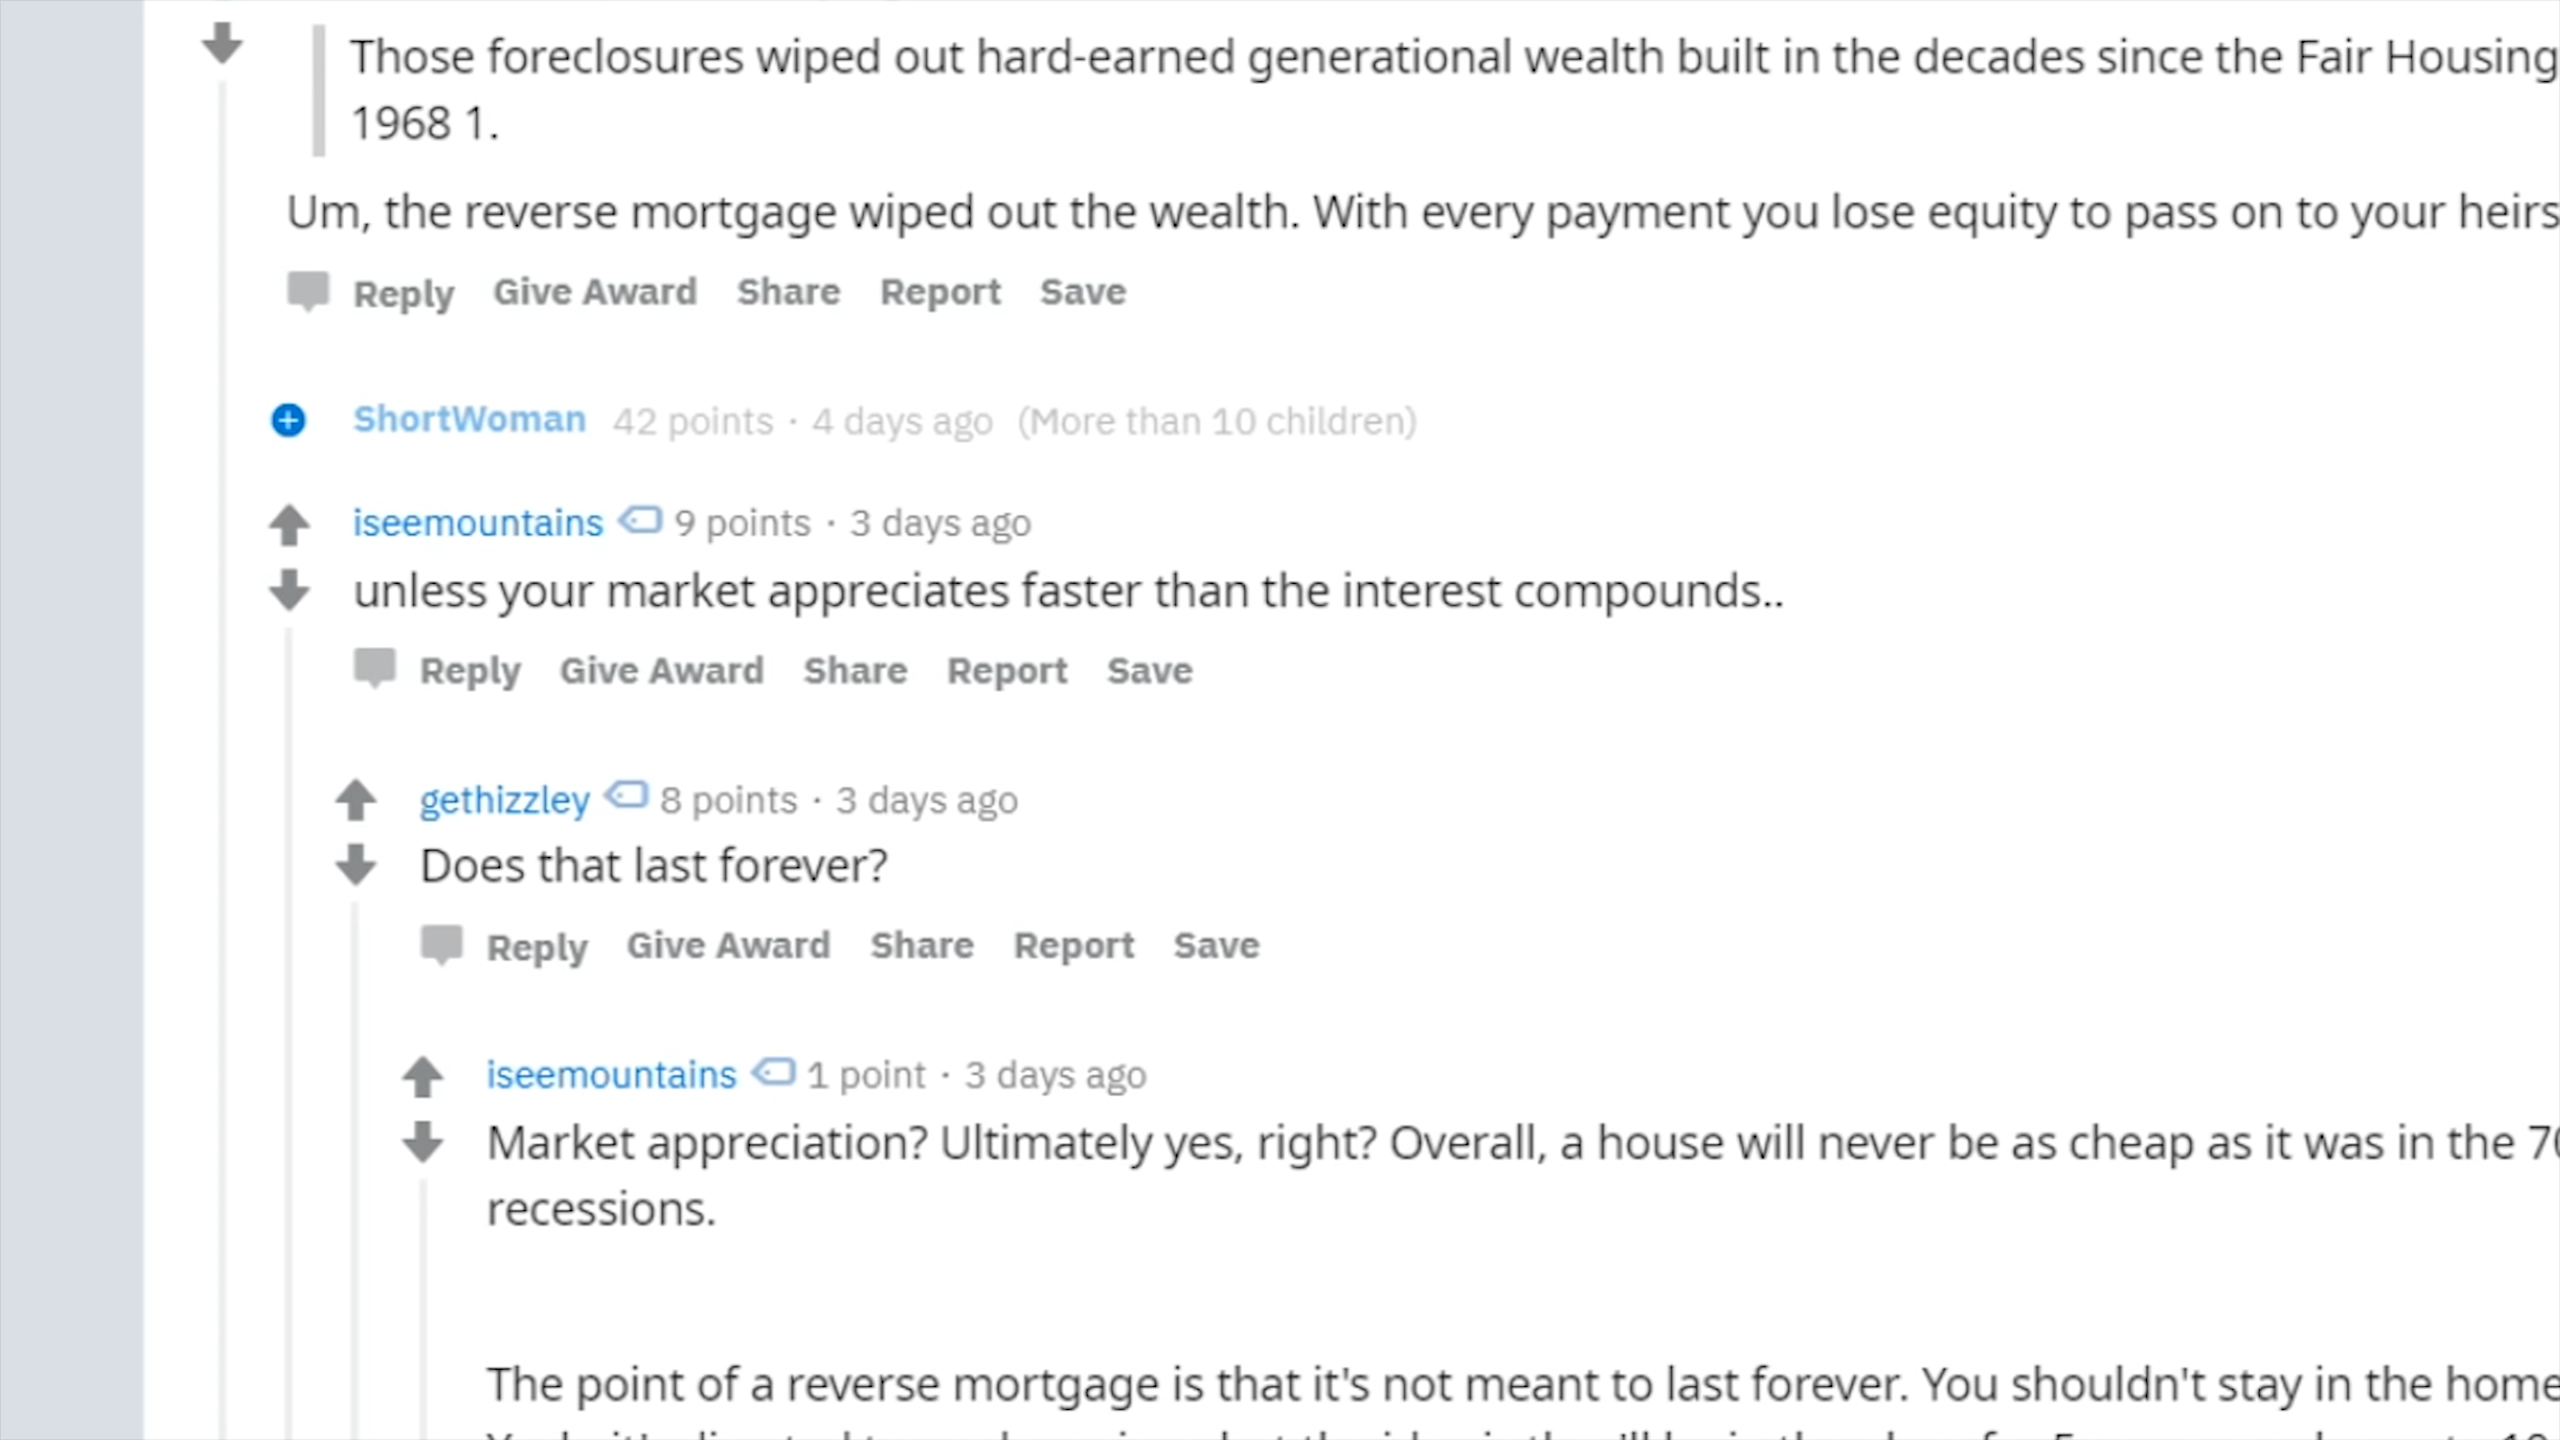 Those foreclosures wiped out hard-earned generational wealth built in the decades since the Fair Housing
1968 1.
Um, the reverse mortgage wiped out the wealth. With every payment you lose equity to pass on to your heirs
Reply Give Award Share Report Save
ShortWoman 42 points · 4 days ago (More than 10 children)
iseemountains 9 points · 3 days ago
unless your market appreciates faster than the interest compounds..
Reply Give Award Share Report Save
gethizzley 8 points · 3 days ago
Does that last forever?
Reply Give Award Share Report Save
iseemountains 1 point · 3 days ago
Market appreciation? Ultimately yes, right? Overall, a house will never be as cheap as it was in the
recessions.
The point of a reverse mortgage is that it's not meant to last forever. You shouldn't stay in the home